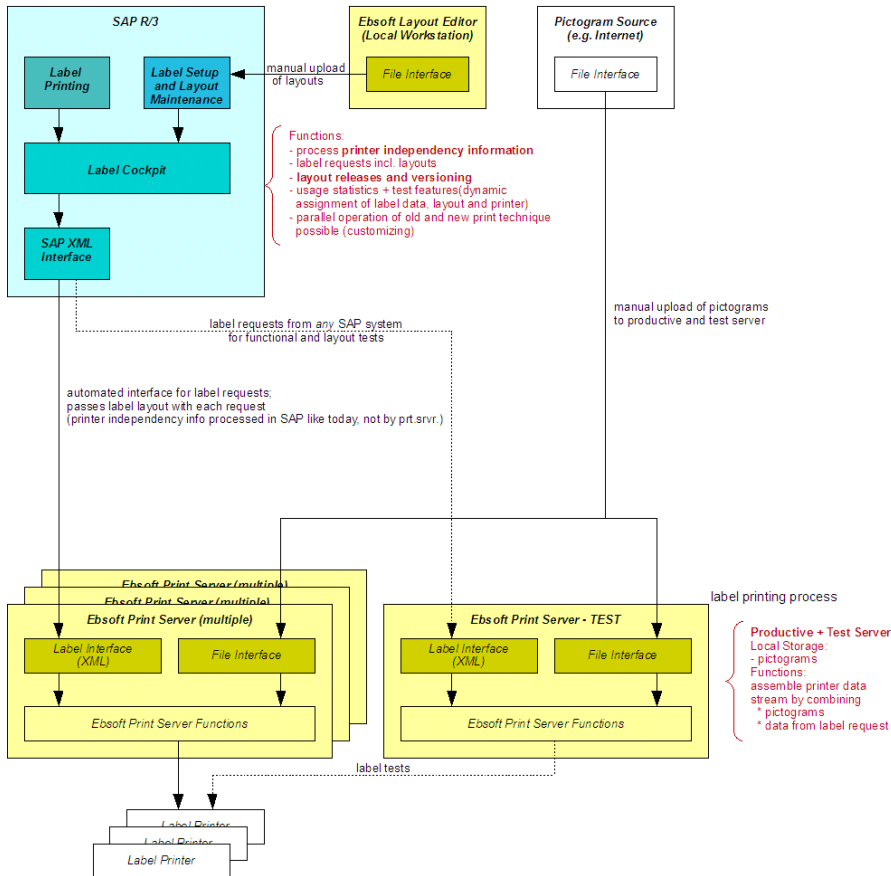 SAP R/3
Label
Printing
Label Setup
and Layout
Maintenance
Label Cockpit
SAP XML
Interface
Ebsoft Layout Editor
(Local Workstation)
File Interface
manual upload
of layouts
Pictogram Source
(e.g. Internet)
File Interface
Functions:
- process printer independency information
- label requests incl. layouts
- layout releases and versioning
- usage statistics + test features(dynamic
assignment of label data, layout and printer)
- parallel operation of old and new print technique
possible (customizing)
manual upload of pictograms
to productive and test server
label requests from any SAP system
for functional and layout tests
automated interface for label requests;
passes label layout with each request
(printer independency info processed in SAP like today, not by prt.srvr.)
Ebsoft Print Server (multiple)
Ebsoft Print Server (multiple)
Ebsoft Print Server (multiple)
Label Interface
(XML)
File Interface
Ebsoft Print Server Functions
Ebsoft Print Server - TEST
Label Interface
(XML)
File Interface
Ebsoft Print Server Functions
label printing process
Productive + Test Server
Local Storage:
- pictograms
Functions:
assemble printer data
stream by combining
* pictograms
* data from label request
label tests
Label Printer
Label Printer
Label Printer